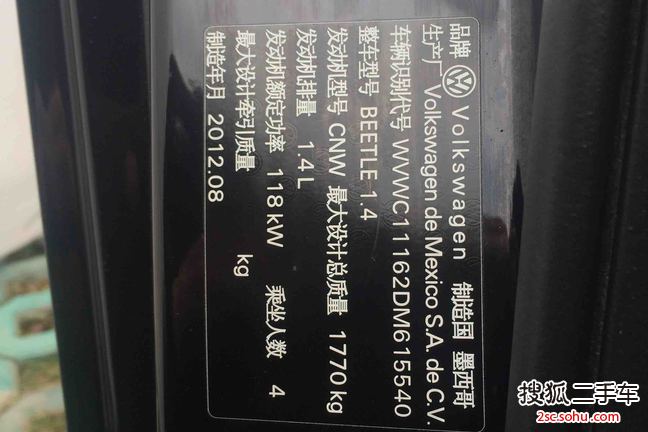 品牌 Volkswagen 制造国 墨西哥
生产厂 Volkswagen de Mexico S.A. de C.V.
车辆识别代号 WVWC11162DM615540
整车型号 BEETLE 1.4
发动机型号 CNW 最大设计总质量 1770 kg
发动机排量 1.4 L
发动机额定功率 118 kW 乘坐人数 4
最大设计牵引质量 kg
制造年月 2012.08
搜狐二手车
2sc.sohu.com